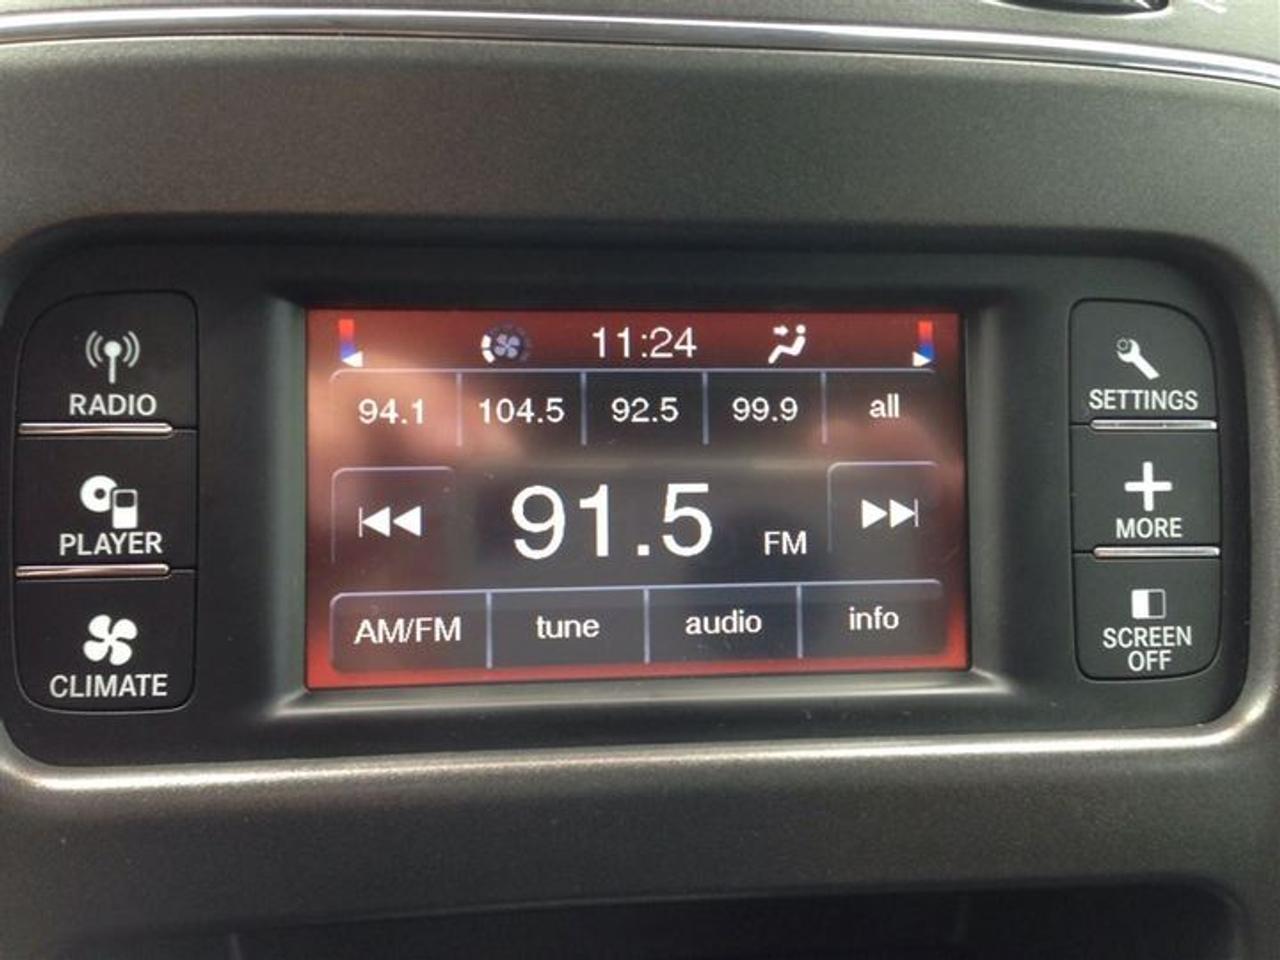 RADIO
PLAYER
CLIMATE
11:24
94.1 104.5 92.5 99.9 all
91.5 FM
AM/FM tune audio info
SETTINGS
MORE
SCREEN
OFF